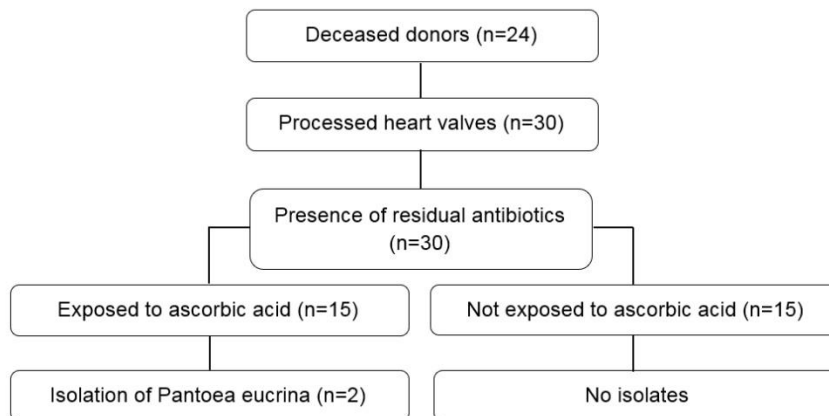 Deceased donors (n=24)
Processed heart valves (n=30)
Presence of residual antibiotics
(n=30)
Exposed to ascorbic acid (n=15)
Not exposed to ascorbic acid (n=15)
Isolation of Pantoea eucrina (n=2)
No isolates